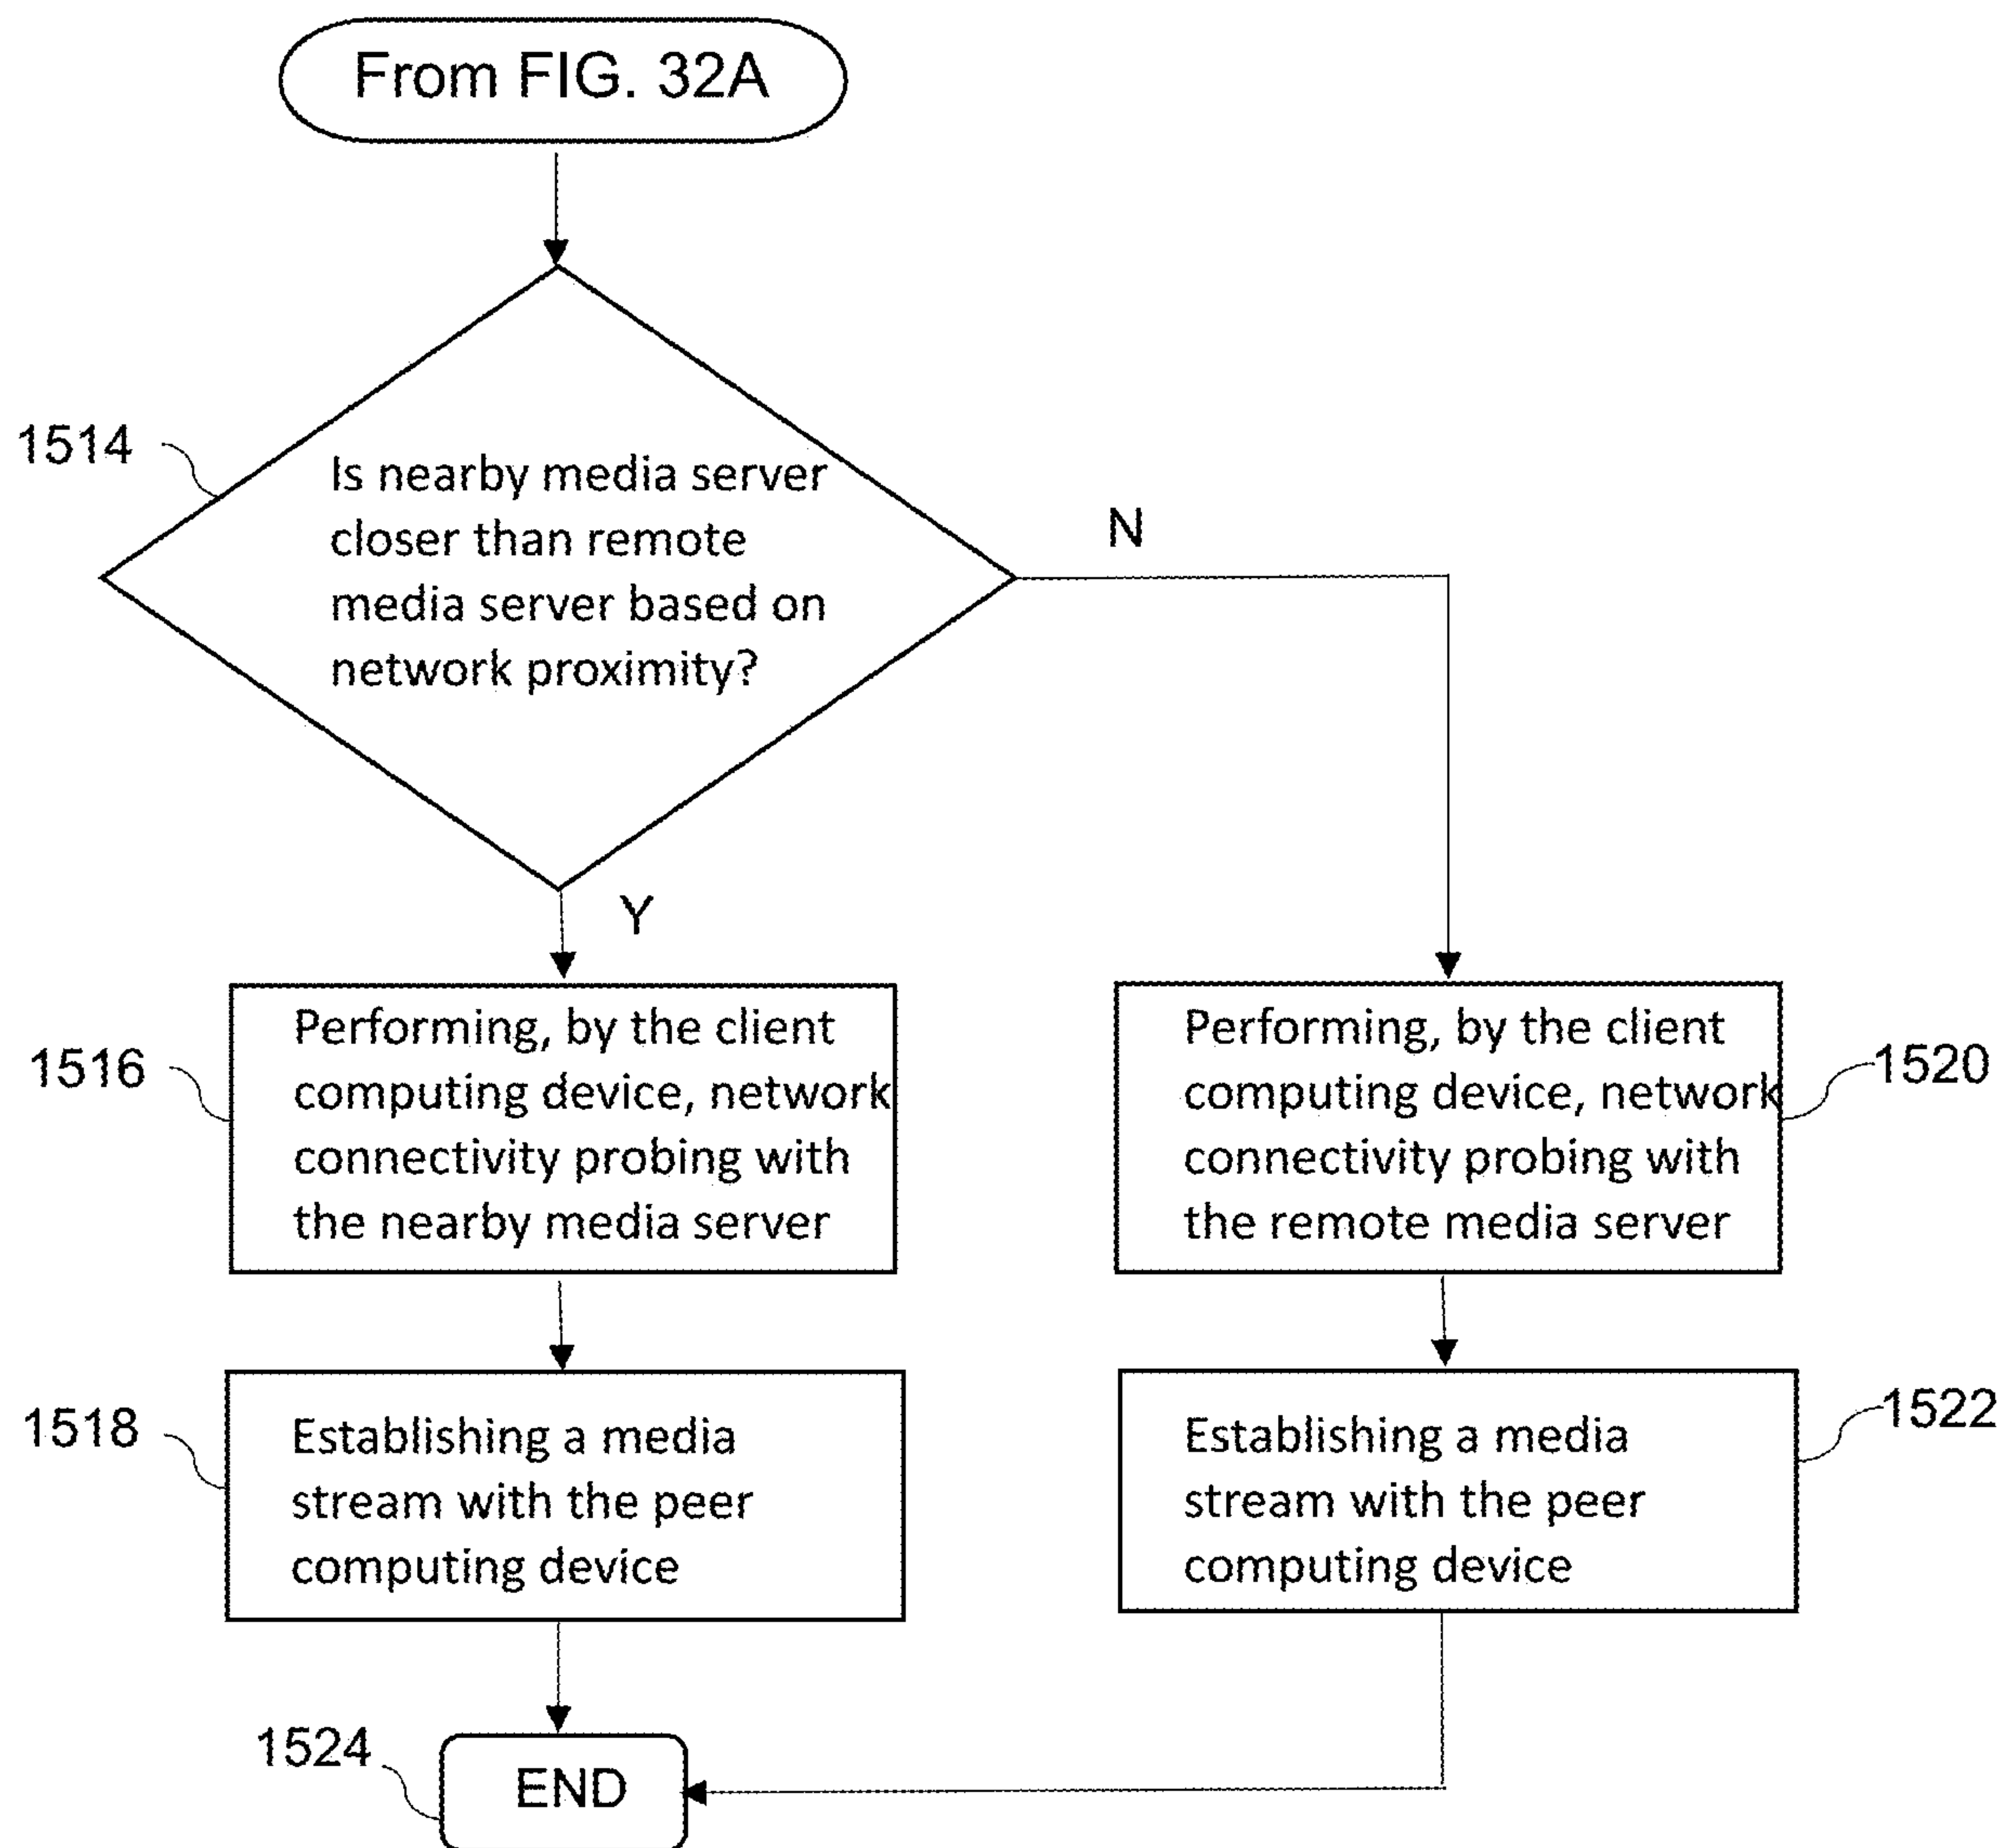 From FIG. 32A
1514
Is nearby media server
closer than remote
media server based on
network proximity?
N
Y
1516
Performing, by the client
computing device, network
connectivity probing with
the nearby media server
Performing, by the client
computing device, network
connectivity probing with
the remote media server
1520
1518
Establishing a media
stream with the peer
computing device
Establishing a media
stream with the peer
computing device
1522
1524
END